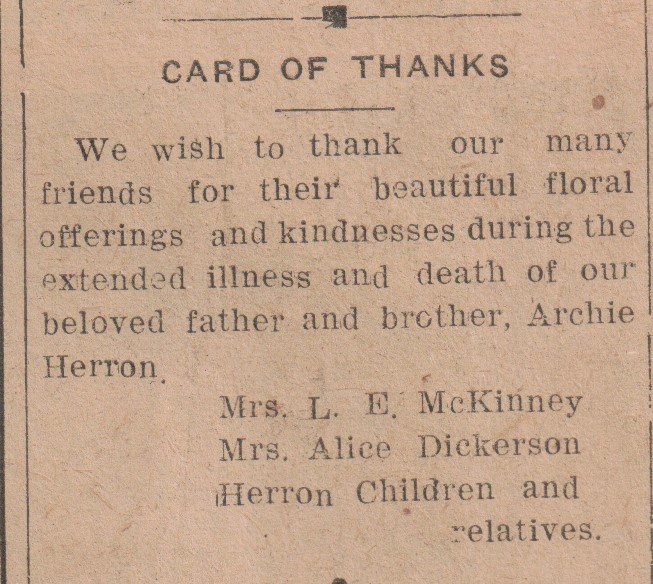 CARD OF THANKS
We wish to thank our many
friends for their beautiful floral
offerings and kindnesses during the
extended illness and death of our
beloved father and brother, Archie
Herron.
Mrs. L. E. McKinney
Mrs. Alice Dickerson
Herron Children and
relatives.